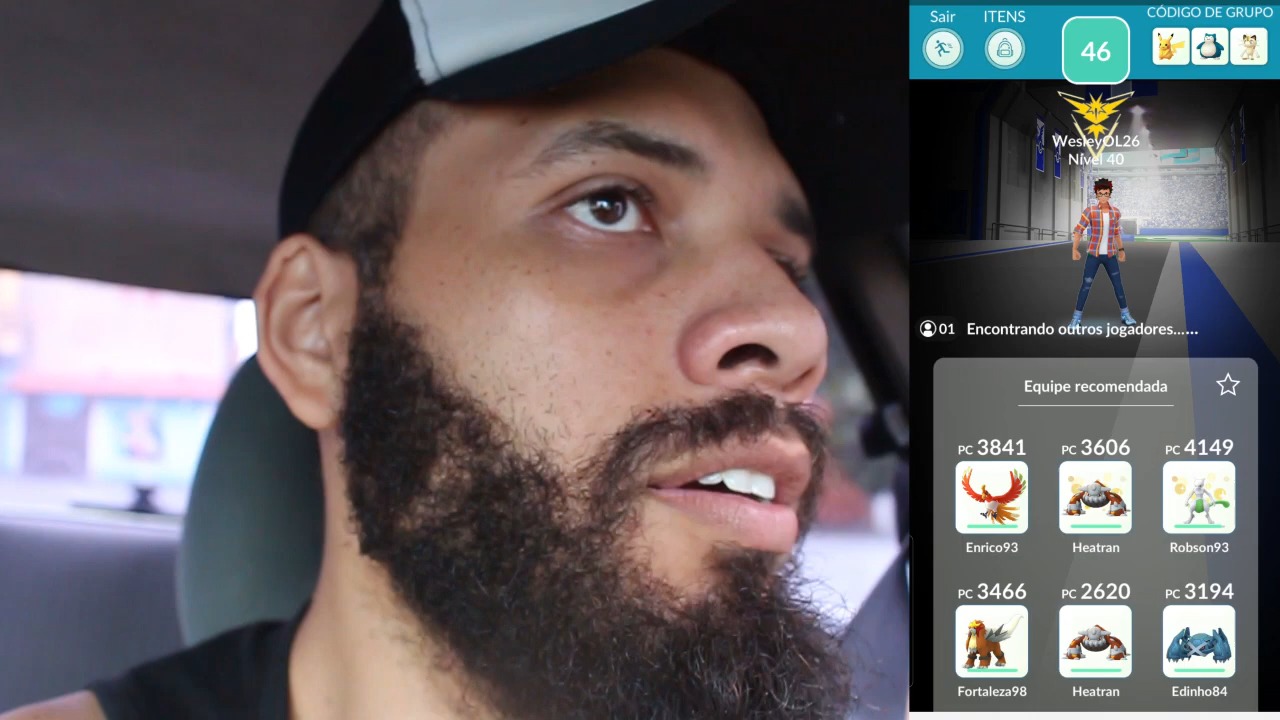 Sair
ITENS
46
CÓDIGO DE GRUPO
WesleyOL26
Nível 40
01 Encontrando outros jogadores......
Equipe recomendada
PC 3841
PC 3606
PC 4149
Enrico93
Heatran
Robson93
PC 3466
PC 2620
PC 3194
Fortaleza98
Heatran
Edinho84